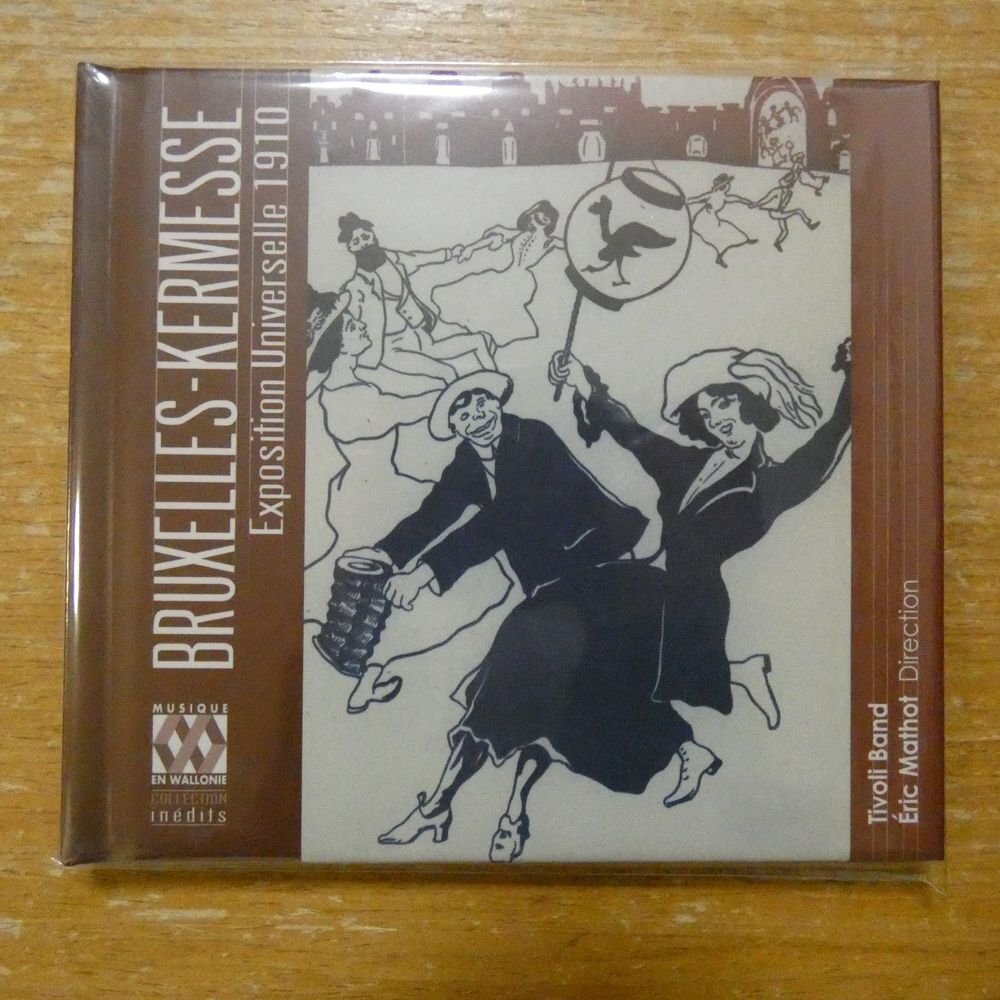 BRUXELLES-KERMESSE
Exposition Universelle 1910
MUSIQUE
EN WALLONIE
COLLECTION
inédits
Tivoli Band
Éric Mathot Direction